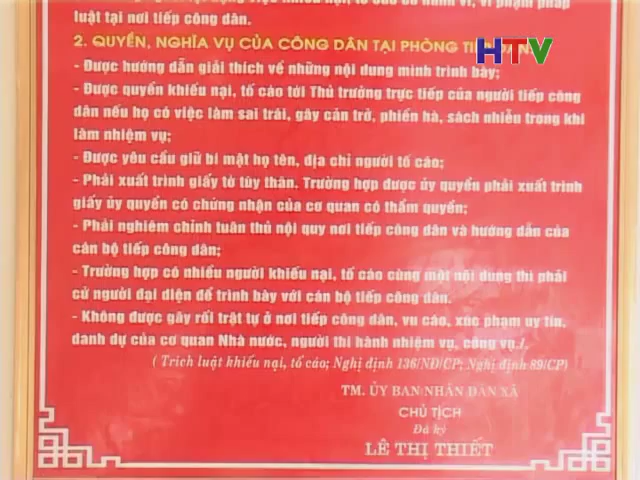 luật tại nơi tiếp công dân.
2. QUYỀN, NGHĨA VỤ CỦA CÔNG DÂN TẠI PHÒNG TIẾP DÂN.
HTV
- Được hướng dẫn giải thích về những nội dung mình trình bày;
- Được quyền khiếu nại, tố cáo tới Thủ trưởng trực tiếp của người tiếp công
dân nếu họ có việc làm sai trái, gây cản trở, phiền hà, sách nhiễu trong khi
làm nhiệm vụ;
- Được yêu cầu giữ bí mật họ tên, địa chỉ người tố cáo;
- Phải xuất trình giấy tờ tùy thân. Trường hợp được ủy quyền phải xuất trình
giấy ủy quyền có chứng nhận của cơ quan có thẩm quyền;
- Phải nghiêm chỉnh tuân thủ nội quy nơi tiếp công dân và hướng dẫn của
cán bộ tiếp công dân;
- Trường hợp có nhiều người khiếu nại, tố cáo cùng một nội dung thì phải
cử người đại diện để trình bày với cán bộ tiếp công dân.
- Không được gây rối trật tự ở nơi tiếp công dân, vu cáo, xúc phạm uy tín,
danh dự của cơ quan Nhà nước, người thi hành nhiệm vụ, công vụ./.
( Trích luật khiếu nại, tố cáo; Nghị định 136/NĐ/CP; Nghị định 89/CP)
TM. ỦY BAN NHÂN DÂN XÃ
CHỦ TỊCH
Đã ký
LÊ THỊ THIẾT